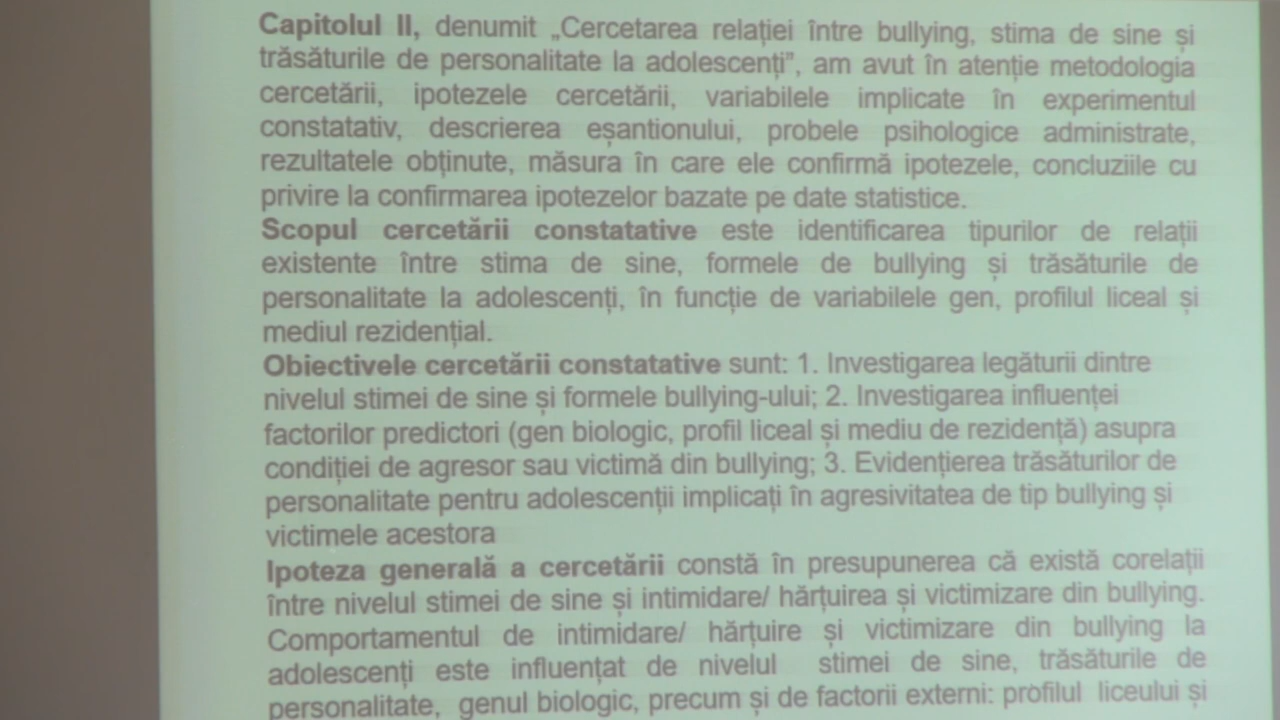 Capitolul II, denumit „Cercetarea relației între bullying, stima de sine și
trăsăturile de personalitate la adolescenți”, am avut în atenție metodologia
cercetării, ipotezele cercetării, variabilele implicate în experimentul
constatativ, descrierea eșantionului, probele psihologice administrate,
rezultatele obținute, măsura în care ele confirmă ipotezele, concluziile cu
privire la confirmarea ipotezelor bazate pe date statistice.
Scopul cercetării constatative este identificarea tipurilor de relații
existente între stima de sine, formele de bullying și trăsăturile de
personalitate la adolescenți, în funcție de variabilele gen, profilul liceal și
mediul rezidențial.
Obiectivele cercetării constatative sunt: 1. Investigarea legăturii dintre
nivelul stimei de sine și formele bullying-ului; 2. Investigarea influenței
factorilor predictori (gen biologic, profil liceal și mediu de rezidență) asupra
condiției de agresor sau victimă din bullying; 3. Evidențierea trăsăturilor de
personalitate pentru adolescenții implicați în agresivitatea de tip bullying și
victimele acestora
Ipoteza generală a cercetării constă în presupunerea că există corelații
între nivelul stimei de sine și intimidare/ hărțuirea și victimizare din bullying.
Comportamentul de intimidare/ hărțuire și victimizare din bullying la
adolescenți este influențat de nivelul stimei de sine, trăsăturile de
personalitate, genul biologic, precum și de factorii externi: profilul liceului și